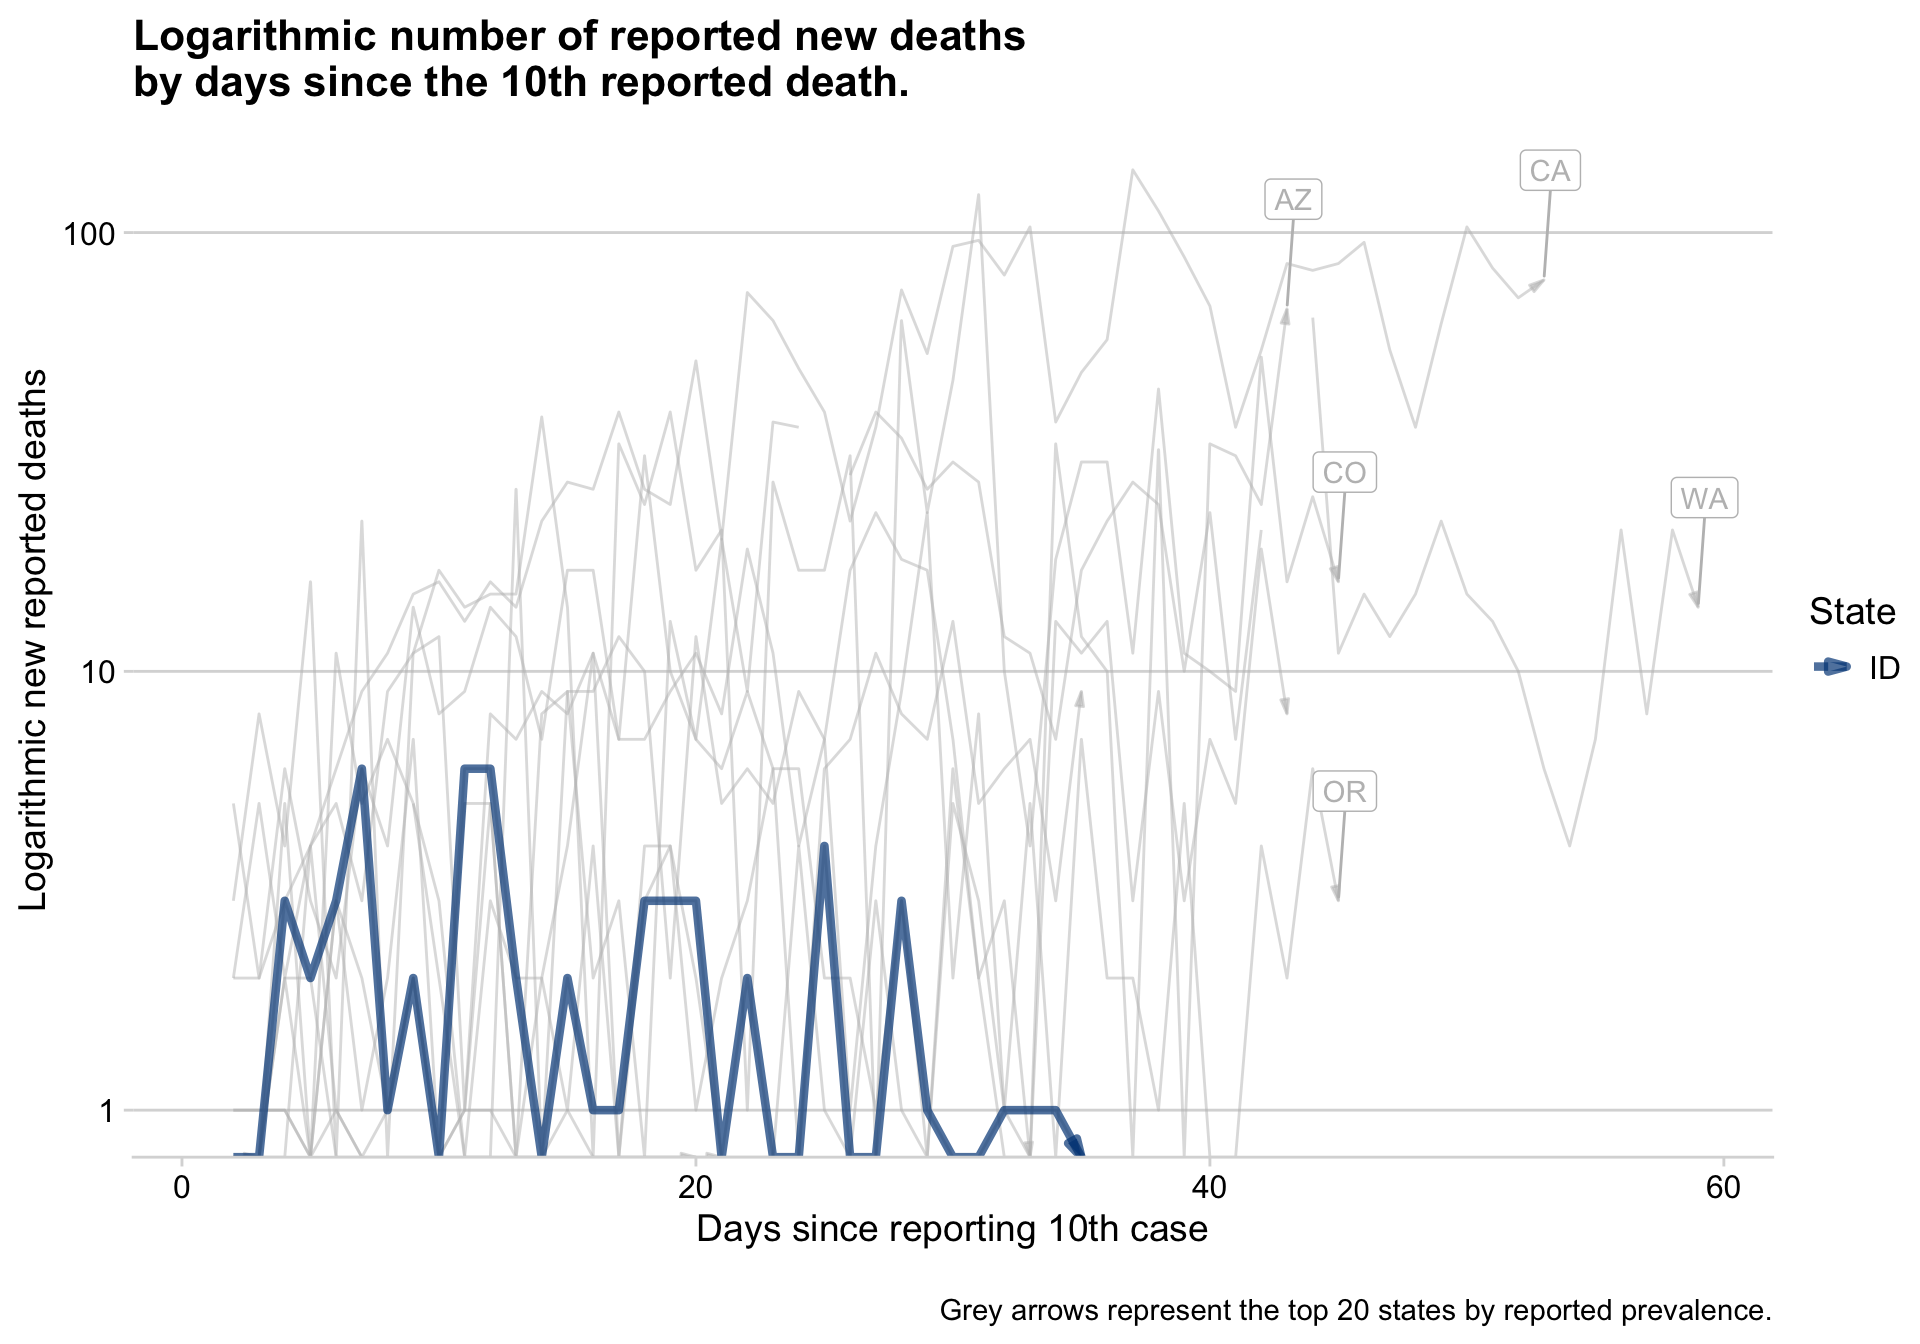 Logarithmic number of reported new deaths
by days since the 10th reported death.
Logarithmic new reported deaths
100
10
1
AZ
CA
CO
WA
OR
State
ID
0
20
40
60
Days since reporting 10th case
Grey arrows represent the top 20 states by reported prevalence.